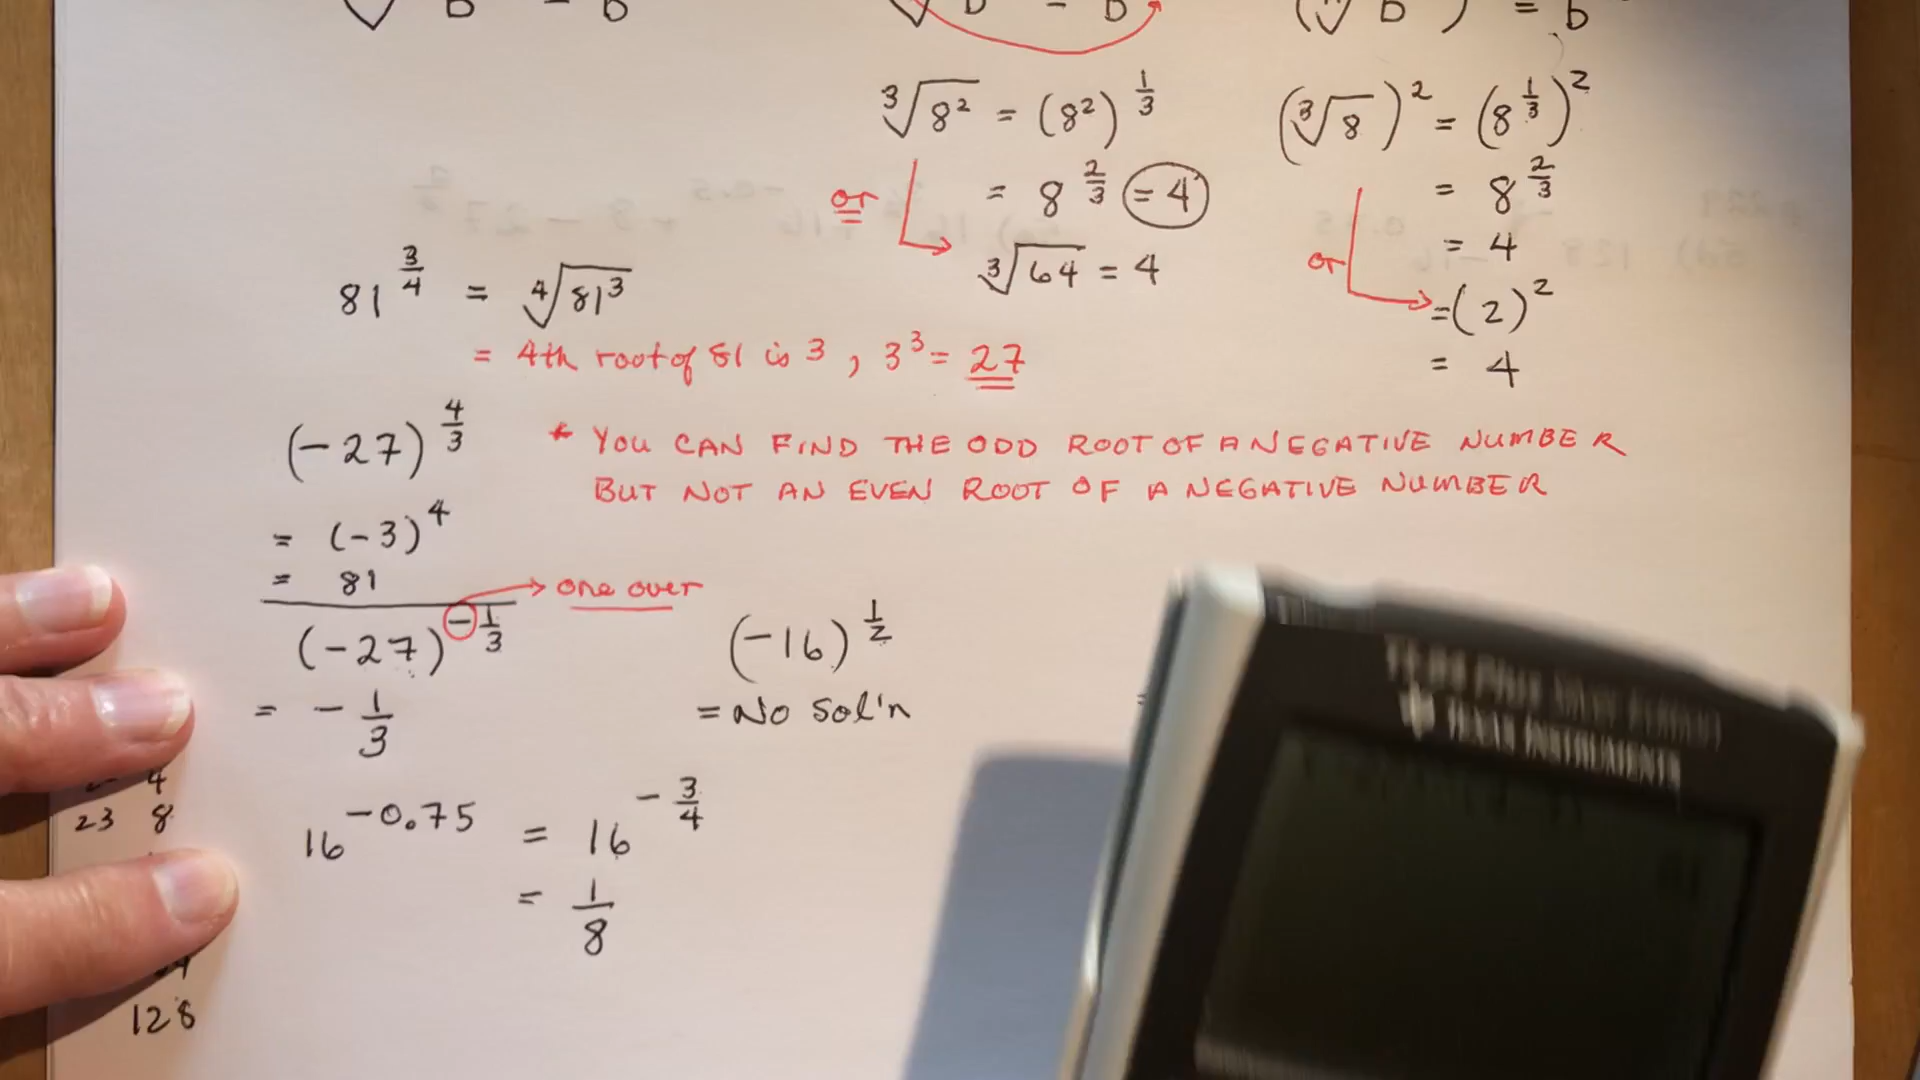 ∛8² = (8²)^(1/3)
= 8^(2/3) = 4
or
∛64 = 4
(∛8)² = (8^(1/3))²
= 8^(2/3)
= 4
or
= (2)²
= 4
81^(3/4) = ∜81³
= 4th root of 81 is 3 , 3³ = 27
(-27)^(4/3)
* YOU CAN FIND THE ODD ROOT OF A NEGATIVE NUMBER
BUT NOT AN EVEN ROOT OF A NEGATIVE NUMBER
= (-3)⁴
= 81
one over
(-27)^(-1/3)
= -1/3
(-16)^(1/2)
= No sol'n
16^(-0.75) = 16^(-3/4)
= 1/8
4
23 8
128
TEXAS INSTRUMENTS